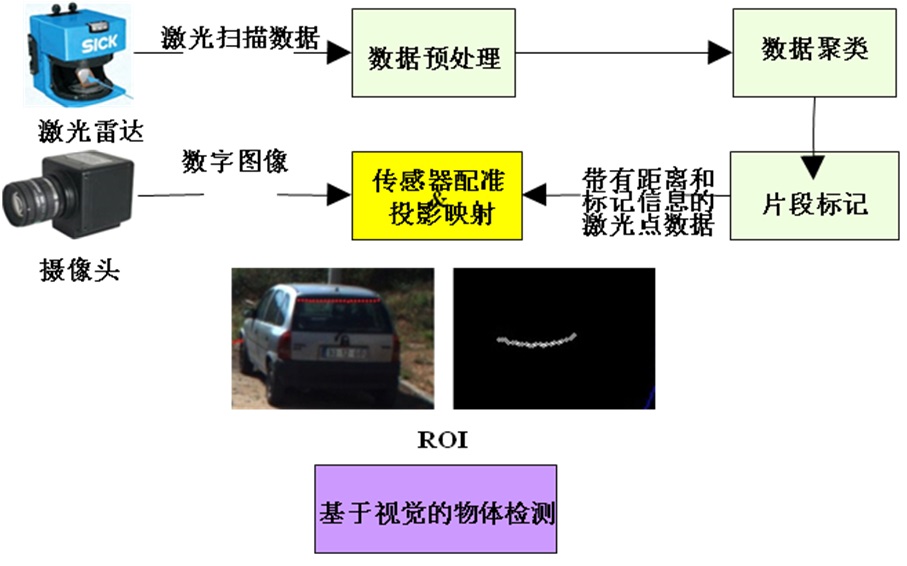 SICK
激光扫描数据
数据预处理
数据聚类
激光雷达
数字图像
传感器配准
&
投影映射
带有距离和
标记信息的
激光点数据
片段标记
摄像头
ROI
基于视觉的物体检测